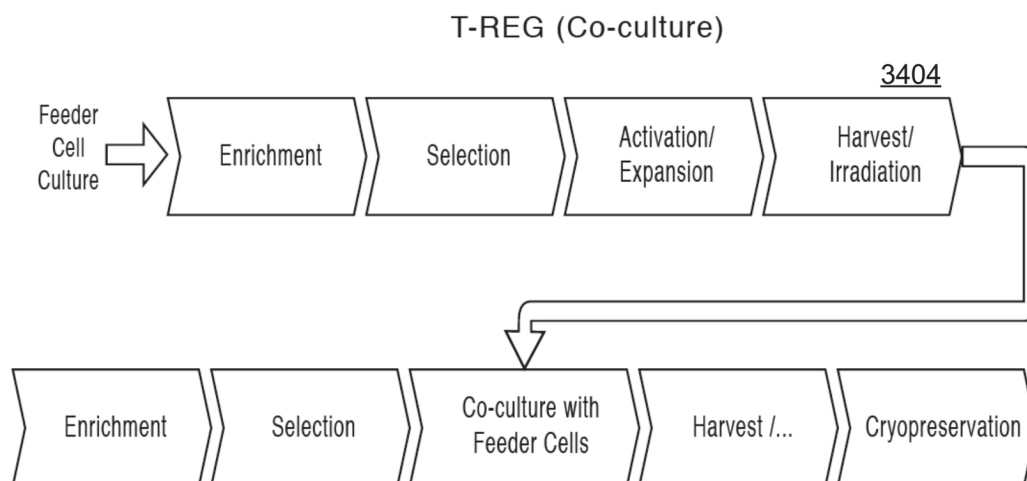 T-REG (Co-culture)
3404
Feeder
Cell
Culture
Enrichment
Selection
Activation/
Expansion
Harvest/
Irradiation
Enrichment
Selection
Co-culture with
Feeder Cells
Harvest /...
Cryopreservation